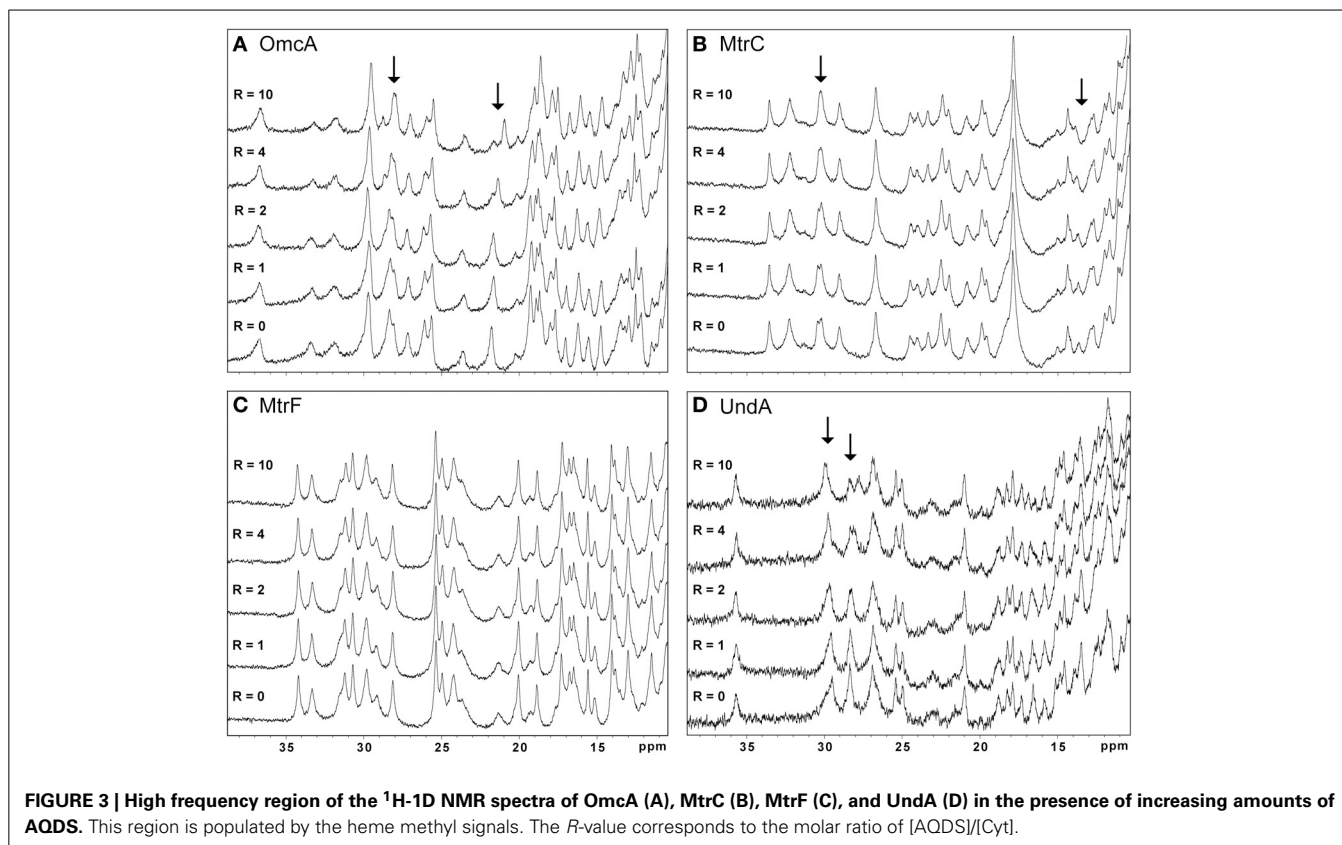 A OmcA
R = 10
R = 4
R = 2
R = 1
R = 0
B MtrC
R = 10
R = 4
R = 2
R = 1
R = 0
C MtrF
R = 10
R = 4
R = 2
R = 1
R = 0
35 30 25 20 15 ppm
D UndA
R = 10
R = 4
R = 2
R = 1
R = 0
35 30 25 20 15 ppm
FIGURE 3 | High frequency region of the ¹H-1D NMR spectra of OmcA (A), MtrC (B), MtrF (C), and UndA (D) in the presence of increasing amounts of
AQDS. This region is populated by the heme methyl signals. The R-value corresponds to the molar ratio of [AQDS]/[Cyt].